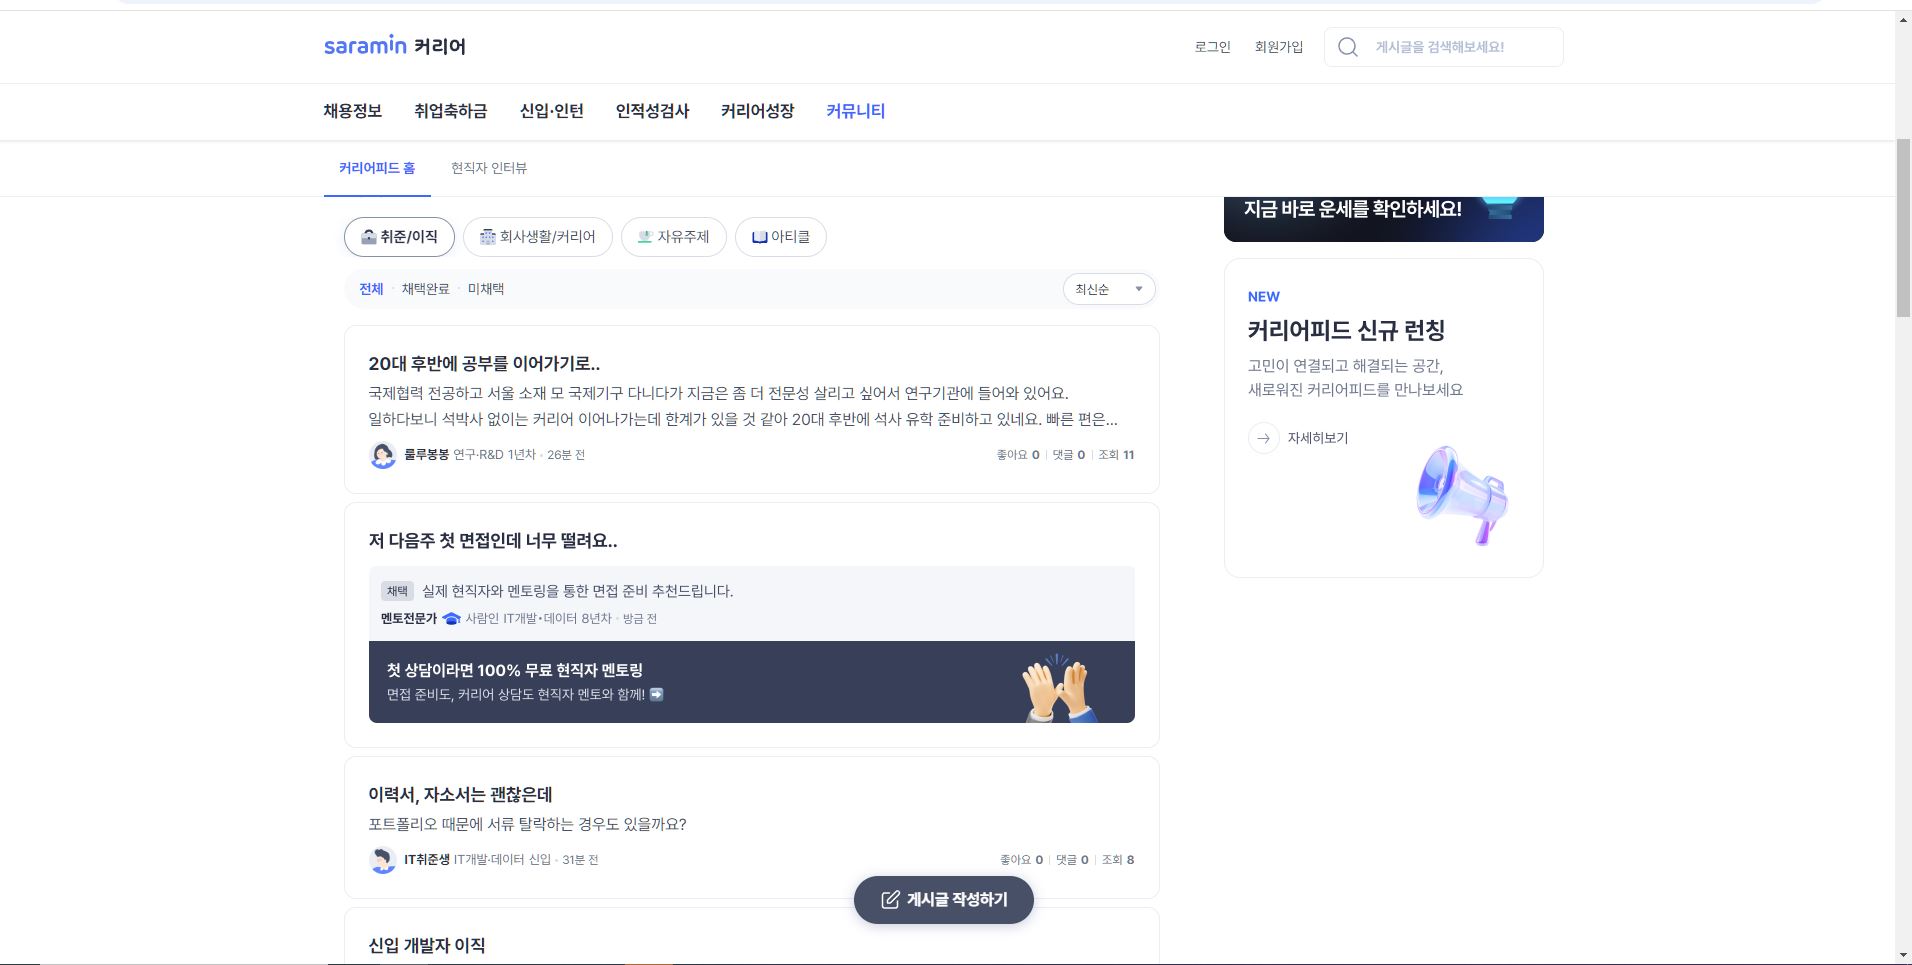 saramin 커리어
로그인 회원가입 게시글을 검색해보세요!
채용정보 취업축하금 신입·인턴 인적성검사 커리어성장 커뮤니티
커리어피드 홈 현직자 인터뷰
지금 바로 운세를 확인하세요!
취준/이직 회사생활/커리어 자유주제 아티클
전체 · 채택완료 · 미채택 최신순
20대 후반에 공부를 이어가기로..
국제협력 전공하고 서울 소재 모 국제기구 다니다가 지금은 좀 더 전문성 살리고 싶어서 연구기관에 들어와 있어요.
일하다보니 석박사 없이는 커리어 이어나가는데 한계가 있을 것 같아 20대 후반에 석사 유학 준비하고 있네요. 빠른 편은...
룰루봉봉 연구·R&D 1년차 · 26분 전 좋아요 0 | 댓글 0 | 조회 11
저 다음주 첫 면접인데 너무 떨려요..
채택 실제 현직자와 멘토링을 통한 면접 준비 추천드립니다.
멘토전문가 사람인 IT개발•데이터 8년차 · 방금 전
첫 상담이라면 100% 무료 현직자 멘토링
면접 준비도, 커리어 상담도 현직자 멘토와 함께! ➡
이력서, 자소서는 괜찮은데
포트폴리오 때문에 서류 탈락하는 경우도 있을까요?
IT취준생 IT개발·데이터 신입 · 31분 전 좋아요 0 | 댓글 0 | 조회 8
게시글 작성하기
신입 개발자 이직
NEW
커리어피드 신규 런칭
고민이 연결되고 해결되는 공간,
새로워진 커리어피드를 만나보세요
자세히보기